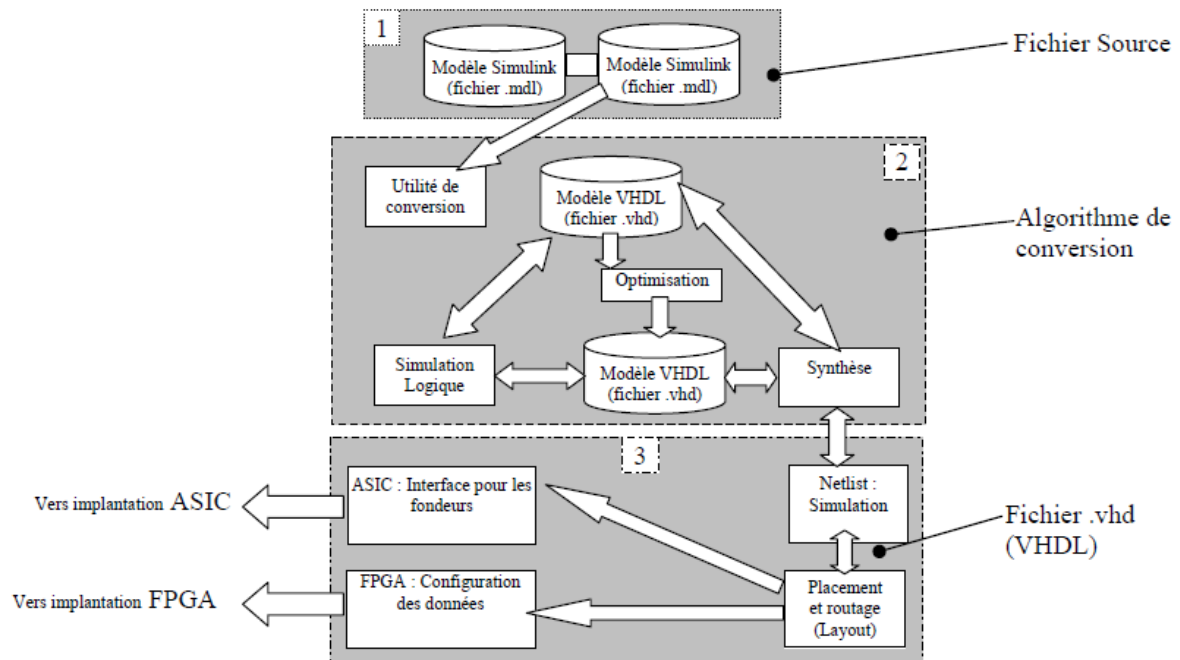 1
Modèle Simulink
(fichier .mdl)
Modèle Simulink
(fichier .mdl)
Fichier Source
2
Utilité de
conversion
Modèle VHDL
(fichier .vhd)
Algorithme de
conversion
Optimisation
Simulation
Logique
Modèle VHDL
(fichier .vhd)
Synthèse
3
ASIC : Interface pour les
fondeurs
Netlist :
Simulation
Vers implantation ASIC
Fichier .vhd
(VHDL)
FPGA : Configuration
des données
Placement
et routage
(Layout)
Vers implantation FPGA